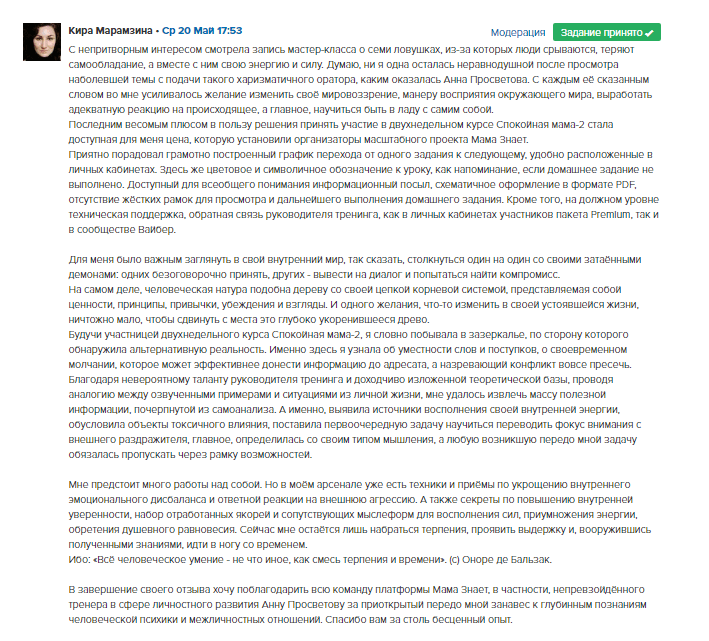 Кира Марамзина • Ср 20 Май 17:53
Модерация
Задание принято ✓
С непритворным интересом смотрела запись мастер-класса о семи ловушках, из-за которых люди срываются, теряют
самообладание, а вместе с ним свою энергию и силу. Думаю, ни я одна осталась неравнодушной после просмотра
наболевшей темы с подачи такого харизматичного оратора, каким оказалась Анна Просветова. С каждым её сказанным
словом во мне усиливалось желание изменить своё мировоззрение, манеру восприятия окружающего мира, выработать
адекватную реакцию на происходящее, а главное, научиться быть в ладу с самим собой.
Последним весомым плюсом в пользу решения принять участие в двухнедельном курсе Спокойная мама-2 стала
доступная для меня цена, которую установили организаторы масштабного проекта Мама Знает.
Приятно порадовал грамотно построенный график перехода от одного задания к следующему, удобно расположенные в
личных кабинетах. Здесь же цветовое и символичное обозначение к уроку, как напоминание, если домашнее задание не
выполнено. Доступный для всеобщего понимания информационный посыл, схематичное оформление в формате PDF,
отсутствие жёстких рамок для просмотра и дальнейшего выполнения домашнего задания. Кроме того, на должном уровне
техническая поддержка, обратная связь руководителя тренинга, как в личных кабинетах участников пакета Premium, так и
в сообществе Вайбер.
Для меня было важным заглянуть в свой внутренний мир, так сказать, столкнуться один на один со своими затаёнными
демонами: одних безоговорочно принять, других - вывести на диалог и попытаться найти компромисс.
На самом деле, человеческая натура подобна дереву со своей цепкой корневой системой, представляемая собой
ценности, принципы, привычки, убеждения и взгляды. И одного желания, что-то изменить в своей устоявшейся жизни,
ничтожно мало, чтобы сдвинуть с места это глубоко укоренившееся древо.
Будучи участницей двухнедельного курса Спокойная мама-2, я словно побывала в зазеркалье, по сторону которого
обнаружила альтернативную реальность. Именно здесь я узнала об уместности слов и поступков, о своевременном
молчании, которое может эффективнее донести информацию до адресата, а назревающий конфликт вовсе пресечь.
Благодаря невероятному таланту руководителя тренинга и доходчиво изложенной теоретической базы, проводя
аналогию между озвученными примерами и ситуациями из личной жизни, мне удалось извлечь массу полезной
информации, почерпнутой из самоанализа. А именно, выявила источники восполнения своей внутренней энергии,
обусловила объекты токсичного влияния, поставила первоочередную задачу научиться переводить фокус внимания с
внешнего раздражителя, главное, определилась со своим типом мышления, а любую возникшую передо мной задачу
обязалась пропускать через рамку возможностей.
Мне предстоит много работы над собой. Но в моём арсенале уже есть техники и приёмы по укрощению внутреннего
эмоционального дисбаланса и ответной реакции на внешнюю агрессию. А также секреты по повышению внутренней
уверенности, набор отработанных якорей и сопутствующих мыслеформ для восполнения сил, приумножения энергии,
обретения душевного равновесия. Сейчас мне остаётся лишь набраться терпения, проявить выдержку и, вооружившись
полученными знаниями, идти в ногу со временем.
Ибо: «Всё человеческое умение - не что иное, как смесь терпения и времени». (с) Оноре де Бальзак.
В завершение своего отзыва хочу поблагодарить всю команду платформы Мама Знает, в частности, непревзойдённого
тренера в сфере личностного развития Анну Просветову за приоткрытый передо мной занавес к глубинным познаниям
человеческой психики и межличностных отношений. Спасибо вам за столь бесценный опыт.